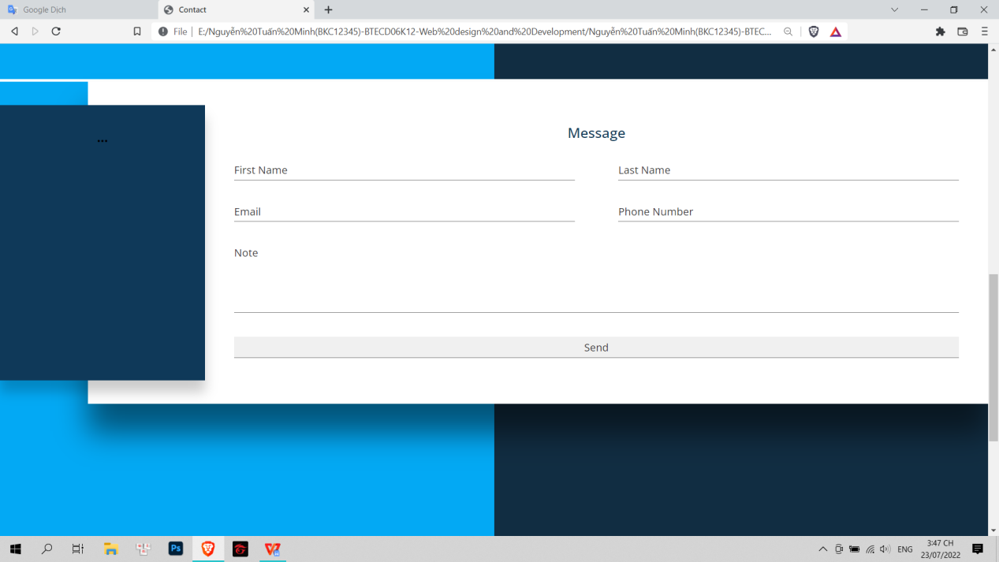 Google Dịch
Contact
File
E:/Nguyễn%20Tuấn%20Minh(BKC12345)-BTECD06K12-Web%20design%20and%20Development/Nguyễn%20Tuấn%20Minh(BKC12345)-BTEC...
...
Message
First Name
Last Name
Email
Phone Number
Note
Send
Ps
ENG
3:47 CH
23/07/2022